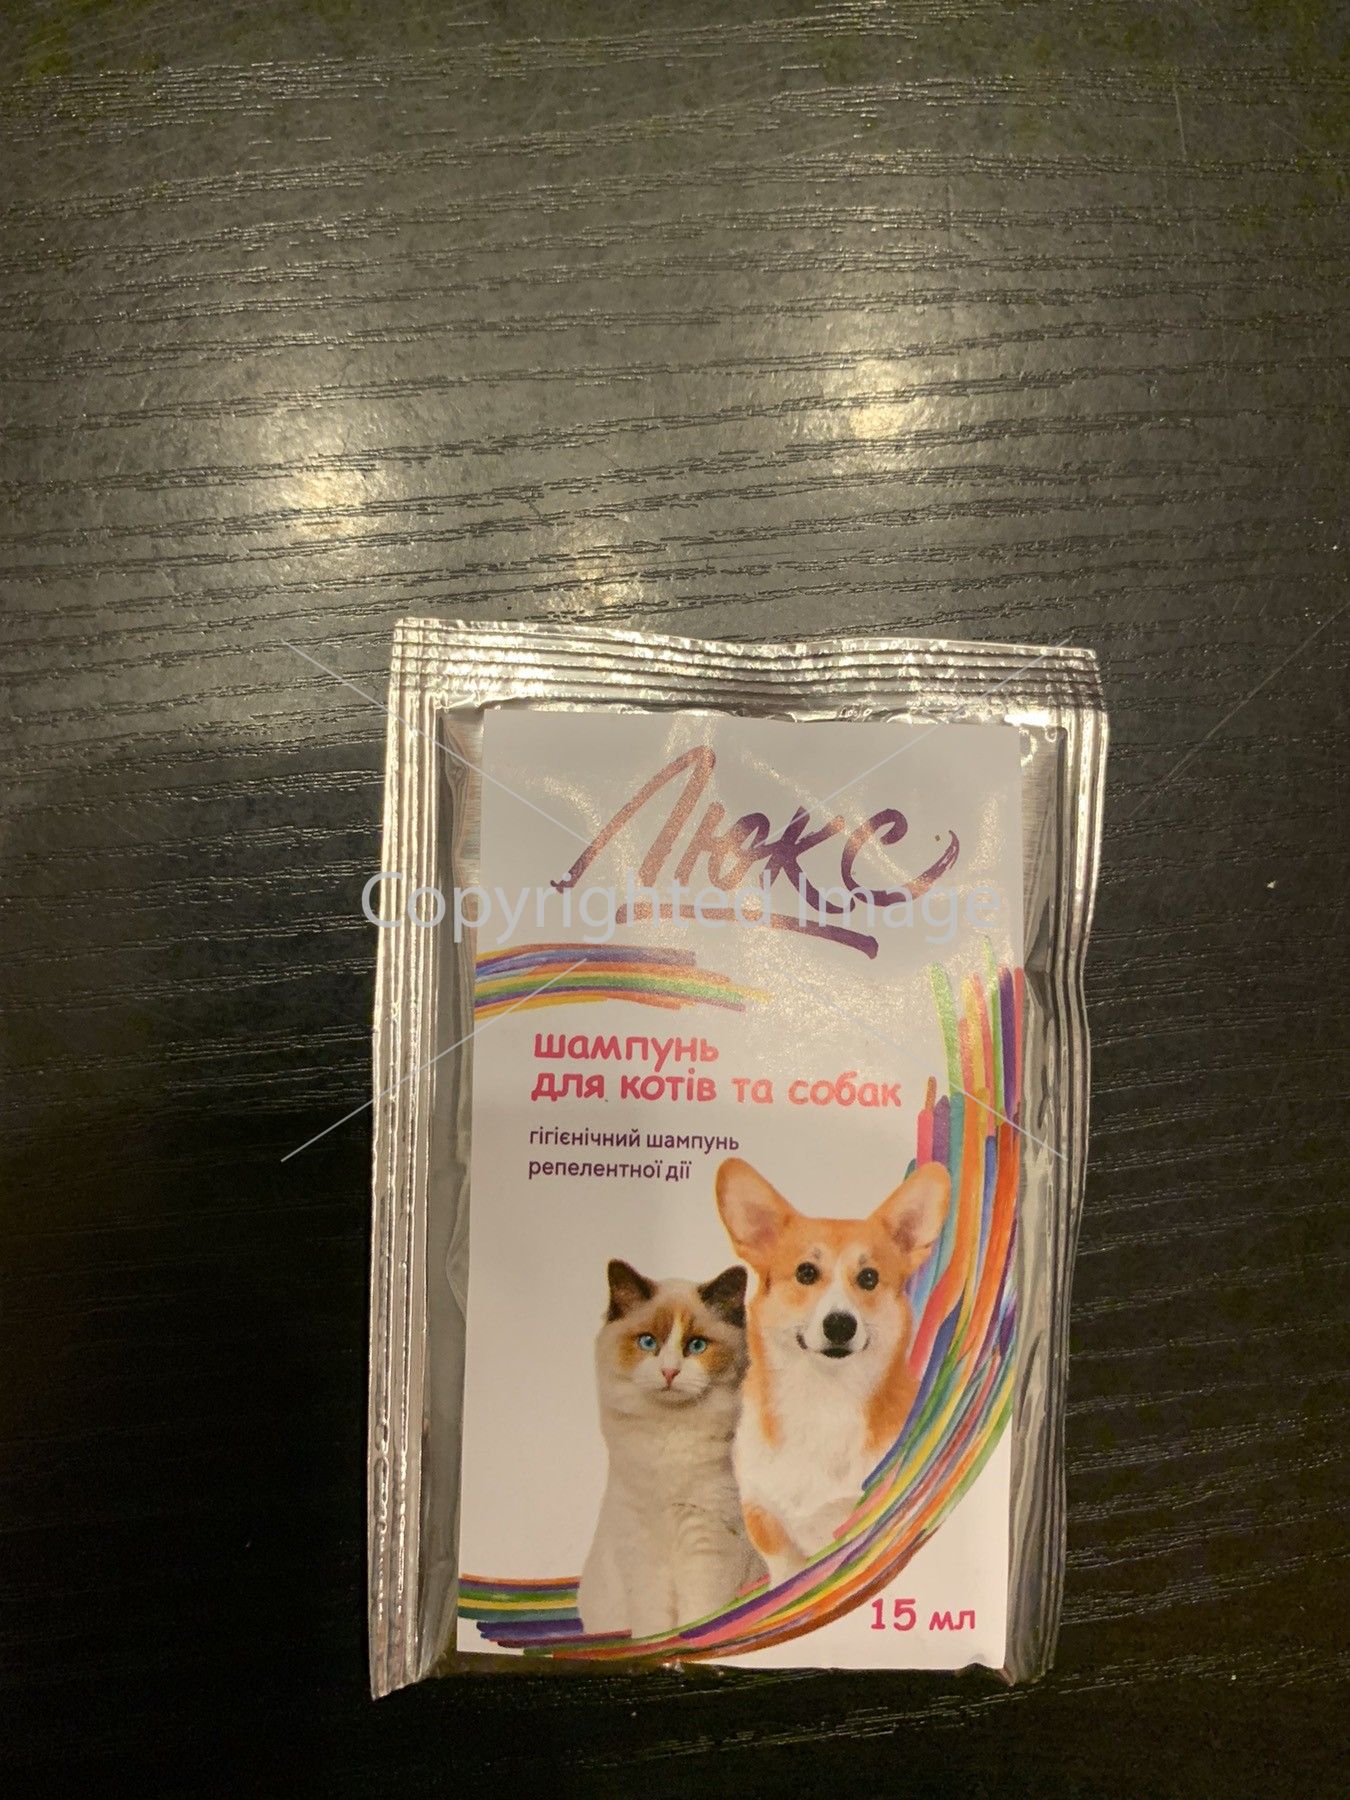 Люкс
Copyrighted Image
шампунь
для котів та собак
гігієнічний шампунь
репелентної дії
15 мл